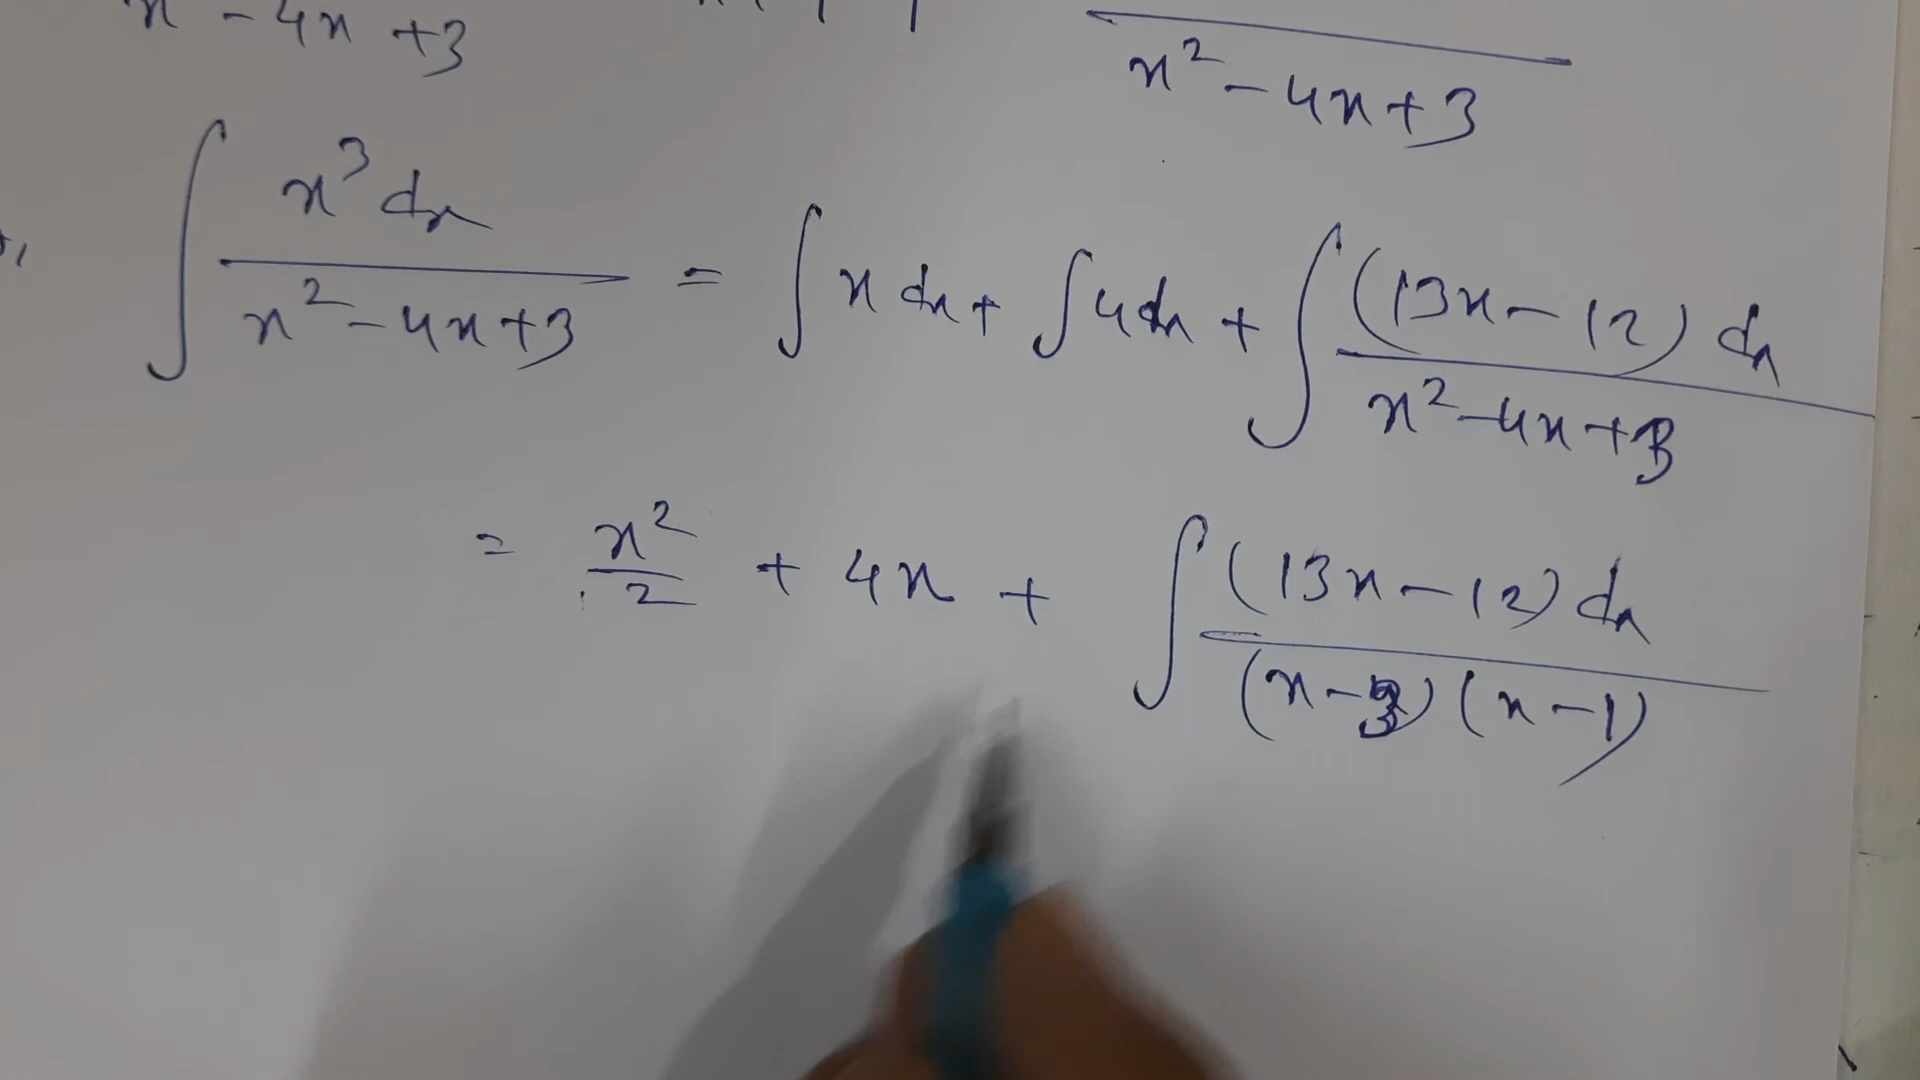 x² - 4x + 3
x² - 4x + 3
∫ x³ dx / (x² - 4x + 3) = ∫ x dx + ∫ 4 dx + ∫ (13x - 12) dx / (x² - 4x + 3)
= x²/2 + 4x + ∫ (13x - 12) dx / (x - 3)(x - 1)